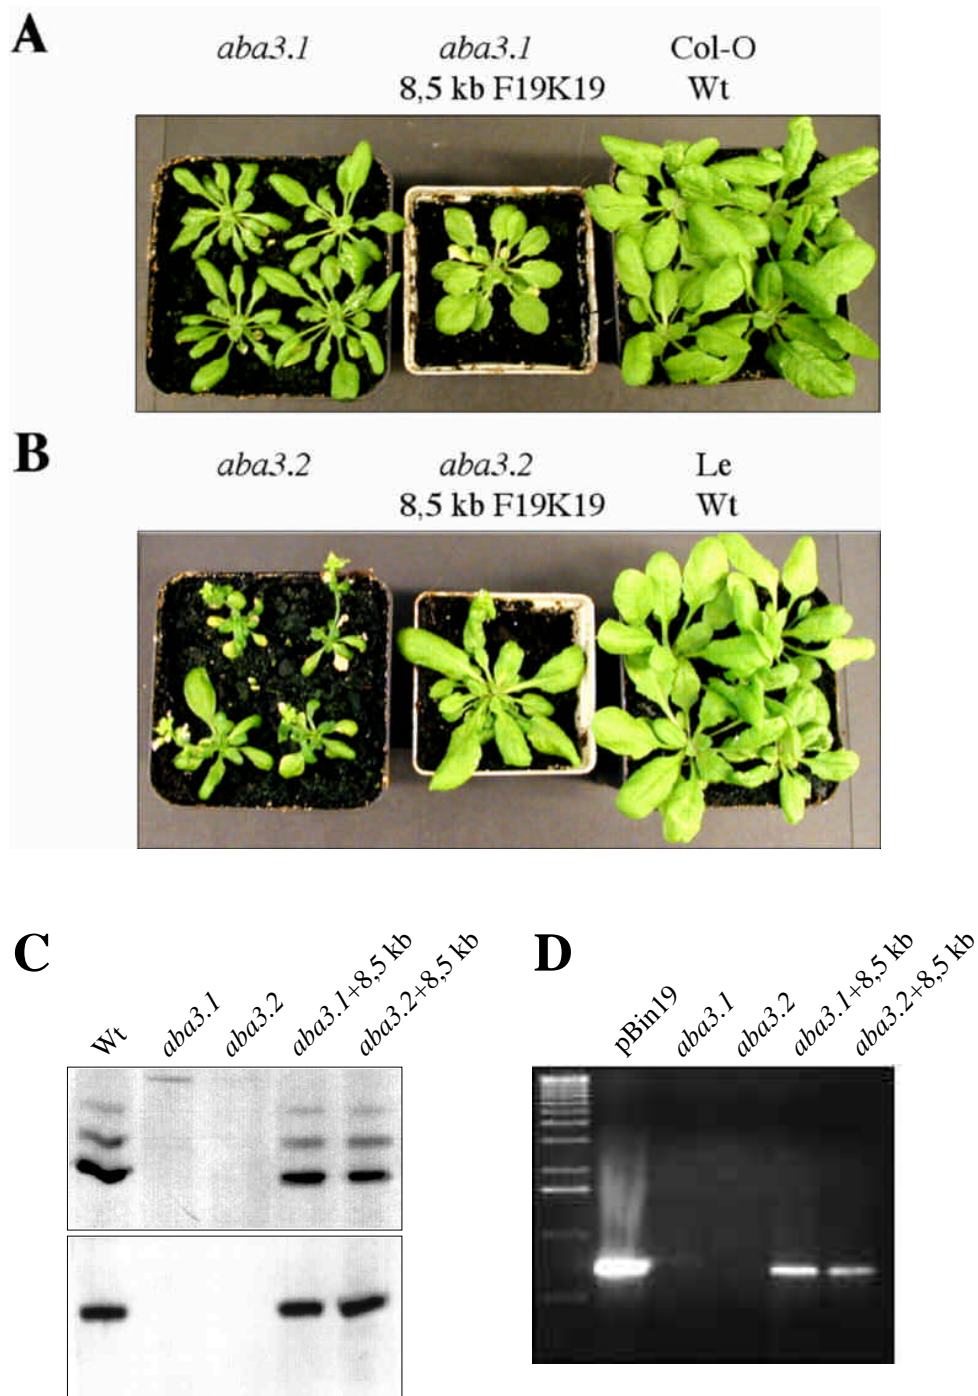 A
aba3.1
aba3.1
Col-O
8,5 kb F19K19
Wt
B
aba3.2
aba3.2
Le
8,5 kb F19K19
Wt
C
Wt
aba3.1
aba3.2
aba3.1+8,5 kb
aba3.2+8,5 kb
D
pBin19
aba3.1
aba3.2
aba3.1+8,5 kb
aba3.2+8,5 kb